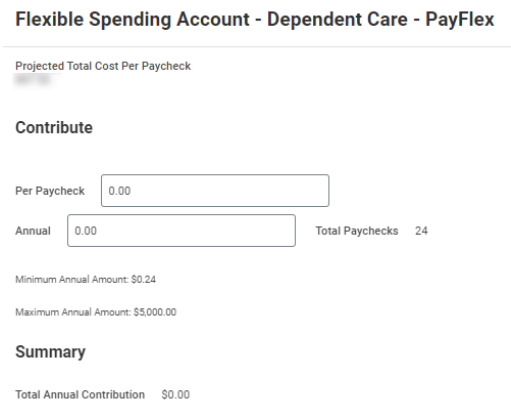 Flexible Spending Account - Dependent Care - PayFlex
Projected Total Cost Per Paycheck
Contribute
Per Paycheck 0.00
Annual 0.00 Total Paychecks 24
Minimum Annual Amount: $0.24
Maximum Annual Amount: $5,000.00
Summary
Total Annual Contribution $0.00